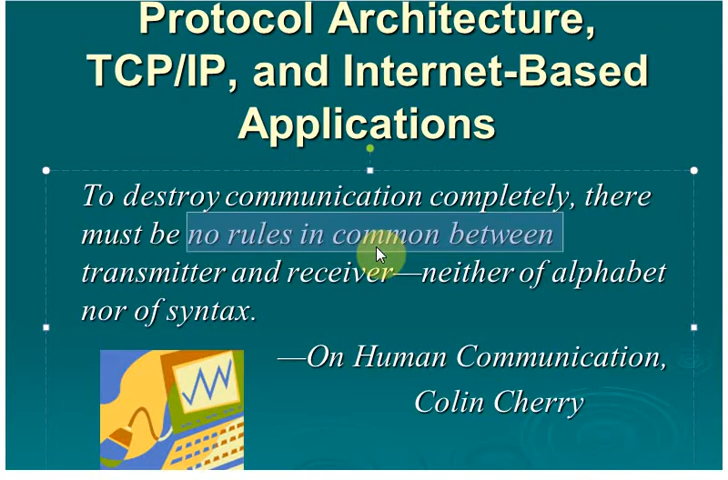 Protocol Architecture,
TCP/IP, and Internet-Based
Applications
To destroy communication completely, there
must be no rules in common between
transmitter and receiver—neither of alphabet
nor of syntax.
—On Human Communication,
Colin Cherry